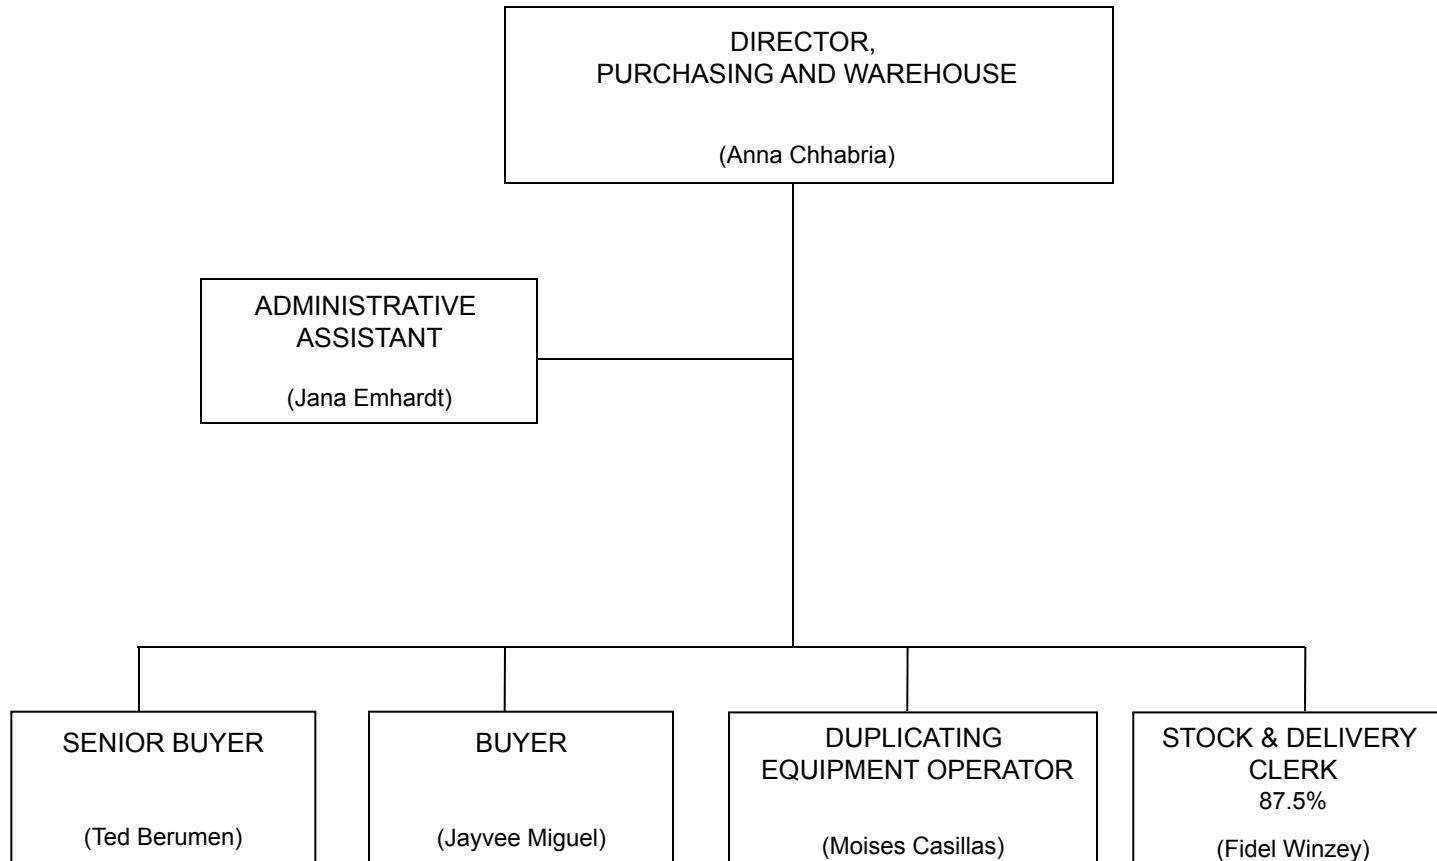 DIRECTOR,
PURCHASING AND WAREHOUSE
(Anna Chhabria)
ADMINISTRATIVE
ASSISTANT
(Jana Emhardt)
SENIOR BUYER
(Ted Berumen)
BUYER
(Jayvee Miguel)
DUPLICATING
EQUIPMENT OPERATOR
(Moises Casillas)
STOCK & DELIVERY
CLERK
87.5%
(Fidel Winzey)